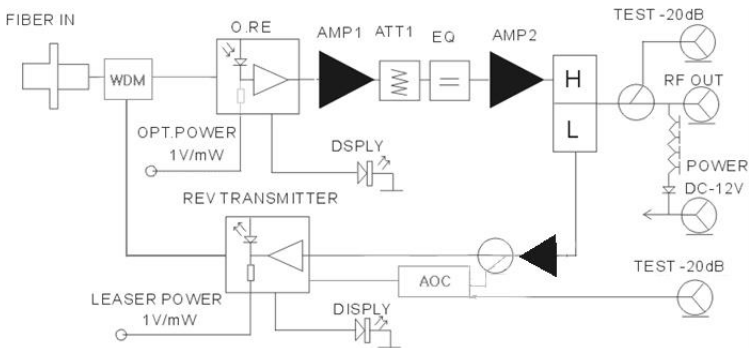 FIBER IN
WDM
O.RE
AMP1
ATT1
EQ
AMP2
H
L
TEST -20dB
RF OUT
OPT.POWER
1V/mW
DSPLY
POWER
DC-12V
REV TRANSMITTER
AOC
TEST -20dB
LEASER POWER
1V/mW
DISPLY